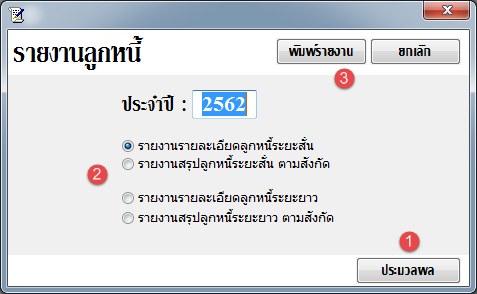 รายงานลูกหนี้
พิมพ์รายงาน ยกเลิก
3
ประจำปี : 2562
รายงานรายละเอียดลูกหนี้ระยะสั้น
2 รายงานสรุปลูกหนี้ระยะสั้น ตามสังกัด
รายงานรายละเอียดลูกหนี้ระยะยาว
รายงานสรุปลูกหนี้ระยะยาว ตามสังกัด
1
ประมวลผล